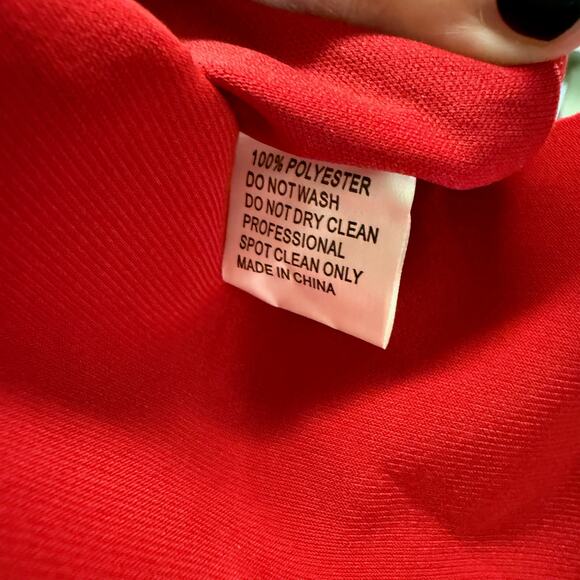 100% POLYESTER
DO NOT WASH
DO NOT DRY CLEAN
PROFESSIONAL
SPOT CLEAN ONLY
MADE IN CHINA